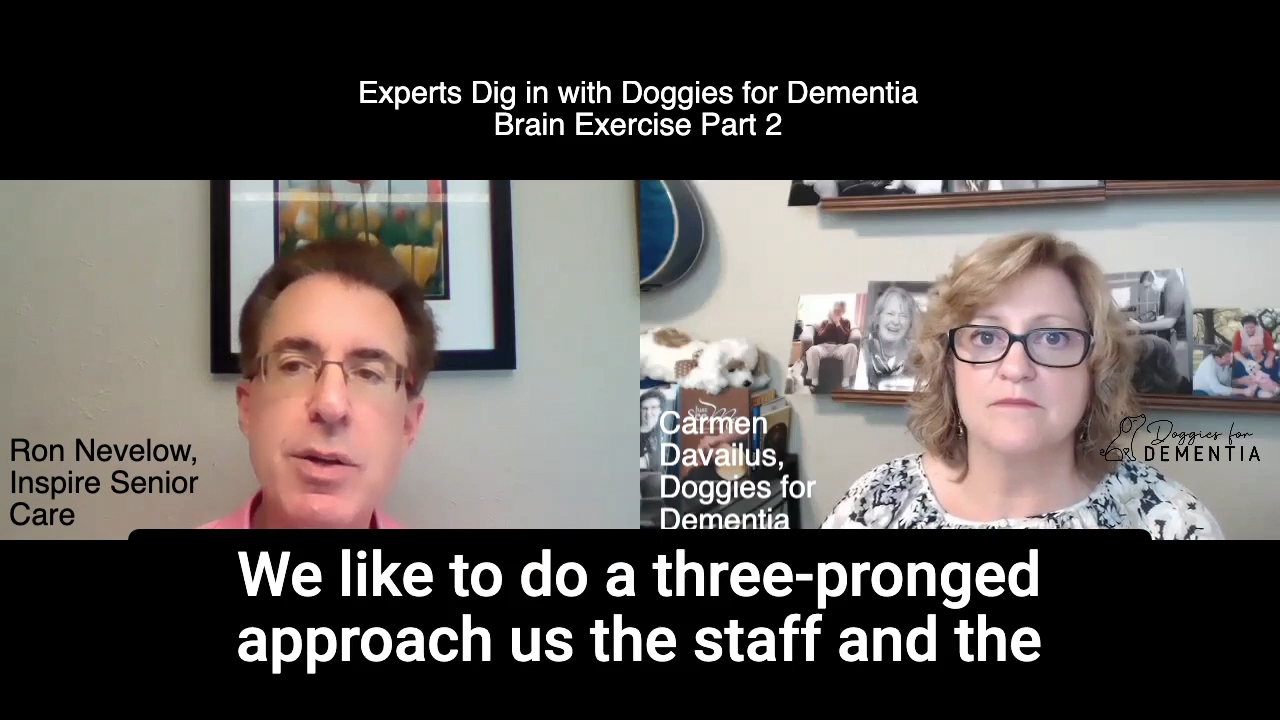 Experts Dig in with Doggies for Dementia
Brain Exercise Part 2
Ron Nevelow,
Inspire Senior
Care
Carmen
Davailus,
Doggies for
Dementia
Doggies for
DEMENTIA
We like to do a three-pronged
approach us the staff and the